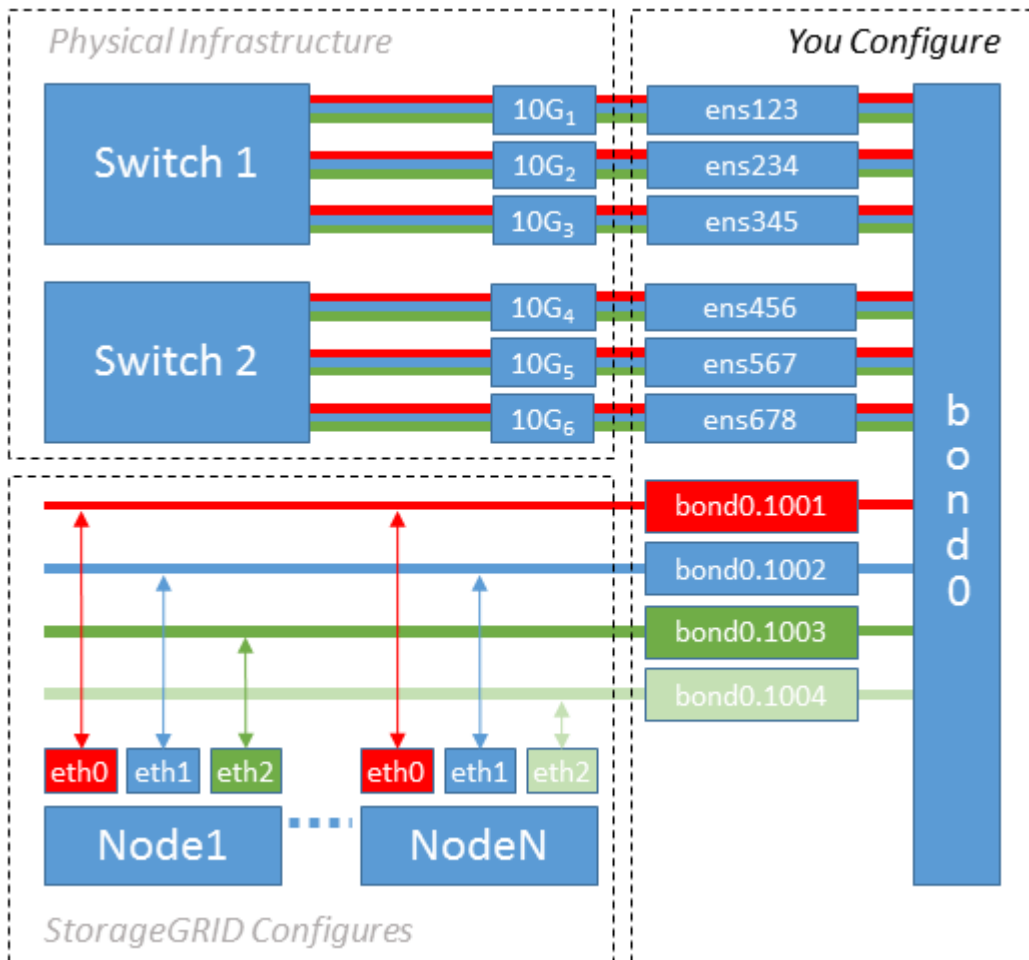 Physical Infrastructure
You Configure
Switch 1
10G₁
ens123
10G₂
ens234
10G₃
ens345
Switch 2
10G₄
ens456
10G₅
ens567
10G₆
ens678
bond0
bond0.1001
bond0.1002
bond0.1003
bond0.1004
eth0
eth1
eth2
eth0
eth1
eth2
Node1
NodeN
StorageGRID Configures